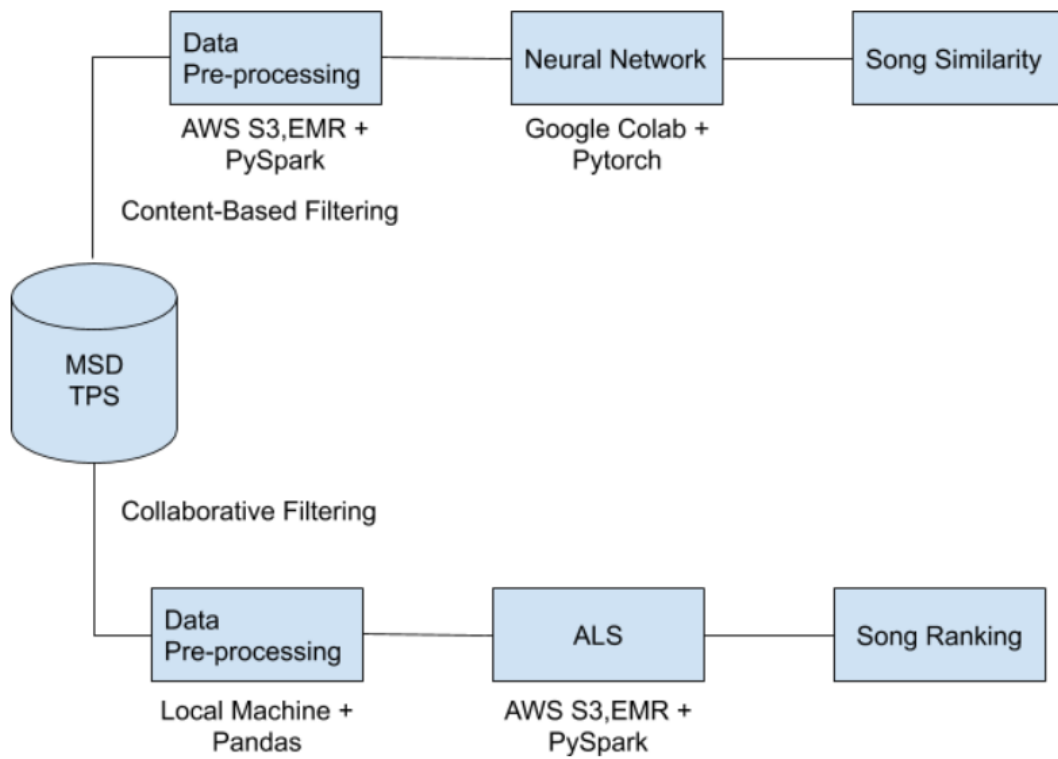 Data
Pre-processing
Neural Network
Song Similarity
AWS S3,EMR +
PySpark
Google Colab +
Pytorch
Content-Based Filtering
MSD
TPS
Collaborative Filtering
Data
Pre-processing
ALS
Song Ranking
Local Machine +
Pandas
AWS S3,EMR +
PySpark